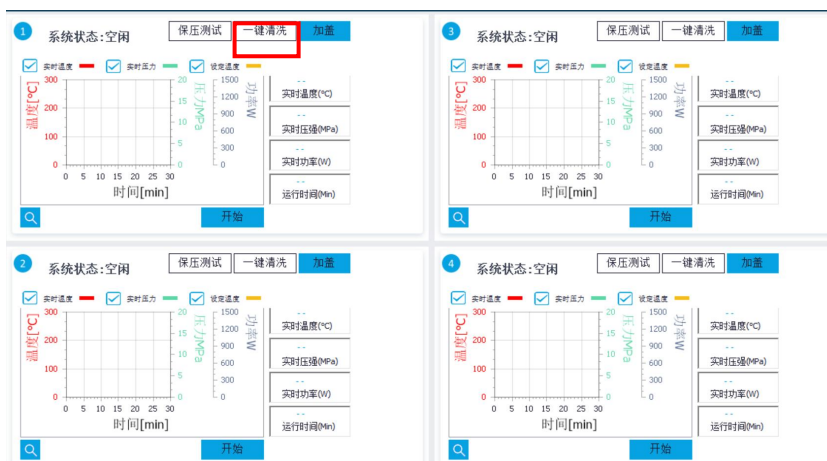 1 系统状态:空闲 保压测试 一键清洗 加盖
实时温度 实时压力 设定温度
温度[℃] 300 200 100 0
压力MPa 20 15 10 5 0
功率W 1500 1200 900 600 300 0
0 5 10 15 20 25 30
时间[min]
--
实时温度(℃)
--
实时压强(MPa)
--
实时功率(W)
--
运行时间(Min)
开始
3 系统状态:空闲 保压测试 一键清洗 加盖
实时温度 实时压力 设定温度
温度[℃] 300 200 100 0
压力MPa 20 15 10 5 0
功率W 1500 1200 900 600 300 0
0 5 10 15 20 25 30
时间[min]
--
实时温度(℃)
--
实时压强(MPa)
--
实时功率(W)
--
运行时间(Min)
开始
2 系统状态:空闲 保压测试 一键清洗 加盖
实时温度 实时压力 设定温度
温度[℃] 300 200 100 0
压力MPa 20 15 10 5 0
功率W 1500 1200 900 600 300 0
0 5 10 15 20 25 30
时间[min]
--
实时温度(℃)
--
实时压强(MPa)
--
实时功率(W)
--
运行时间(Min)
开始
4 系统状态:空闲 保压测试 一键清洗 加盖
实时温度 实时压力 设定温度
温度[℃] 300 200 100 0
压力MPa 20 15 10 5 0
功率W 1500 1200 900 600 300 0
0 5 10 15 20 25 30
时间[min]
--
实时温度(℃)
--
实时压强(MPa)
--
实时功率(W)
--
运行时间(Min)
开始